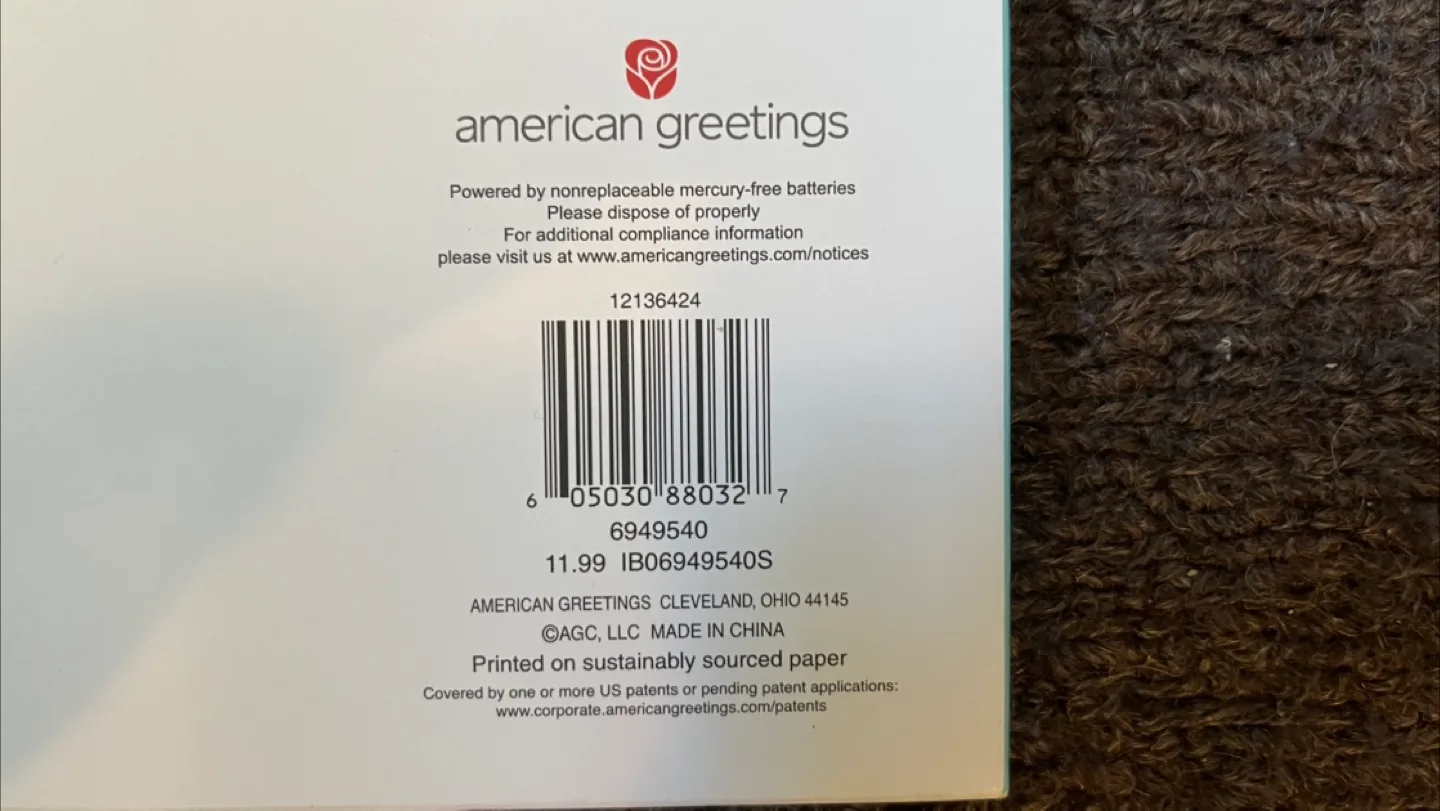 american greetings
Powered by nonreplaceable mercury-free batteries
Please dispose of properly
For additional compliance information
please visit us at www.americangreetings.com/notices
12136424
6 05030 88032 7
6949540
11.99 IB06949540S
AMERICAN GREETINGS CLEVELAND, OHIO 44145
©AGC, LLC MADE IN CHINA
Printed on sustainably sourced paper
Covered by one or more US patents or pending patent applications:
www.corporate.americangreetings.com/patents